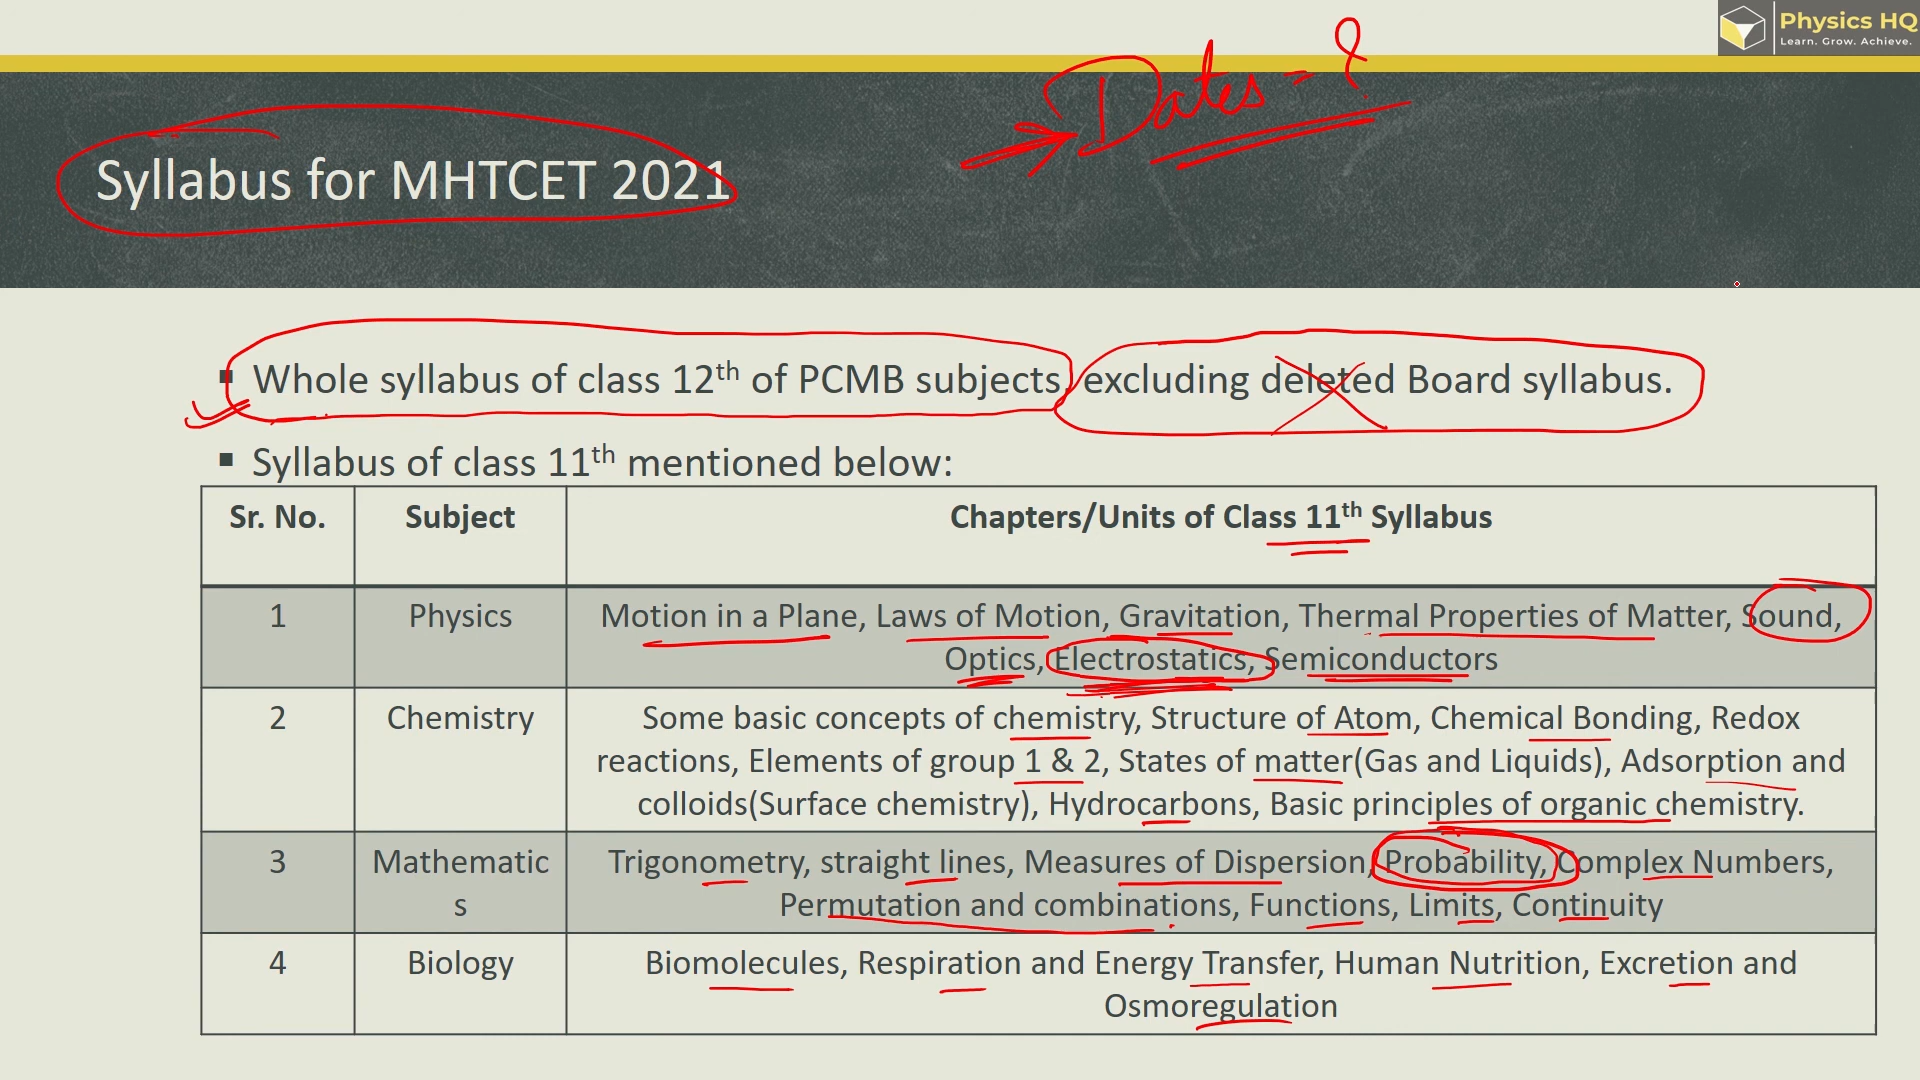 Physics HQ
Learn. Grow. Achieve.
Dates = ?
Syllabus for MHTCET 2021
▪ Whole syllabus of class 12th of PCMB subjects, excluding deleted Board syllabus.
▪ Syllabus of class 11th mentioned below:
Sr. No. Subject Chapters/Units of Class 11th Syllabus
1 Physics Motion in a Plane, Laws of Motion, Gravitation, Thermal Properties of Matter, Sound,
Optics, Electrostatics, Semiconductors
2 Chemistry Some basic concepts of chemistry, Structure of Atom, Chemical Bonding, Redox
reactions, Elements of group 1 & 2, States of matter(Gas and Liquids), Adsorption and
colloids(Surface chemistry), Hydrocarbons, Basic principles of organic chemistry.
3 Mathematic Trigonometry, straight lines, Measures of Dispersion, Probability, Complex Numbers,
s Permutation and combinations, Functions, Limits, Continuity
4 Biology Biomolecules, Respiration and Energy Transfer, Human Nutrition, Excretion and
Osmoregulation